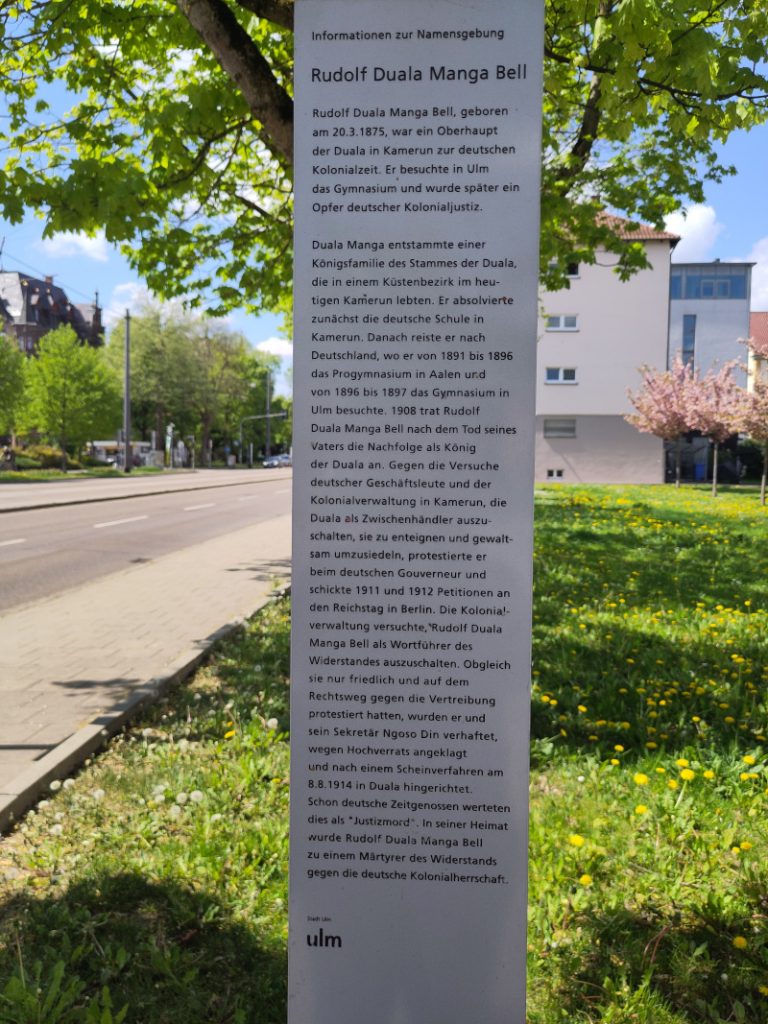 Informationen zur Namensgebung
Rudolf Duala Manga Bell
Rudolf Duala Manga Bell, geboren
am 20.3.1875, war ein Oberhaupt
der Duala in Kamerun zur deutschen
Kolonialzeit. Er besuchte in Ulm
das Gymnasium und wurde später ein
Opfer deutscher Kolonialjustiz.
Duala Manga entstammte einer
Königsfamilie des Stammes der Duala,
die in einem Küstenbezirk im heu-
tigen Kamerun lebten. Er absolvierte
zunächst die deutsche Schule in
Kamerun. Danach reiste er nach
Deutschland, wo er von 1891 bis 1896
das Progymnasium in Aalen und
von 1896 bis 1897 das Gymnasium in
Ulm besuchte. 1908 trat Rudolf
Duala Manga Bell nach dem Tod seines
Vaters die Nachfolge als König
der Duala an. Gegen die Versuche
deutscher Geschäftsleute und der
Kolonialverwaltung in Kamerun, die
Duala als Zwischenhändler auszu-
schalten, sie zu enteignen und gewalt-
sam umzusiedeln, protestierte er
beim deutschen Gouverneur und
schickte 1911 und 1912 Petitionen an
den Reichstag in Berlin. Die Kolonial-
verwaltung versuchte, Rudolf Duala
Manga Bell als Wortführer des
Widerstandes auszuschalten. Obgleich
sie nur friedlich und auf dem
Rechtsweg gegen die Vertreibung
protestiert hatten, wurden er und
sein Sekretär Ngoso Din verhaftet,
wegen Hochverrats angeklagt
und nach einem Scheinverfahren am
8.8.1914 in Duala hingerichtet.
Schon deutsche Zeitgenossen werteten
dies als "Justizmord". In seiner Heimat
wurde Rudolf Duala Manga Bell
zu einem Märtyrer des Widerstands
gegen die deutsche Kolonialherrschaft.
Stadt Ulm
ulm